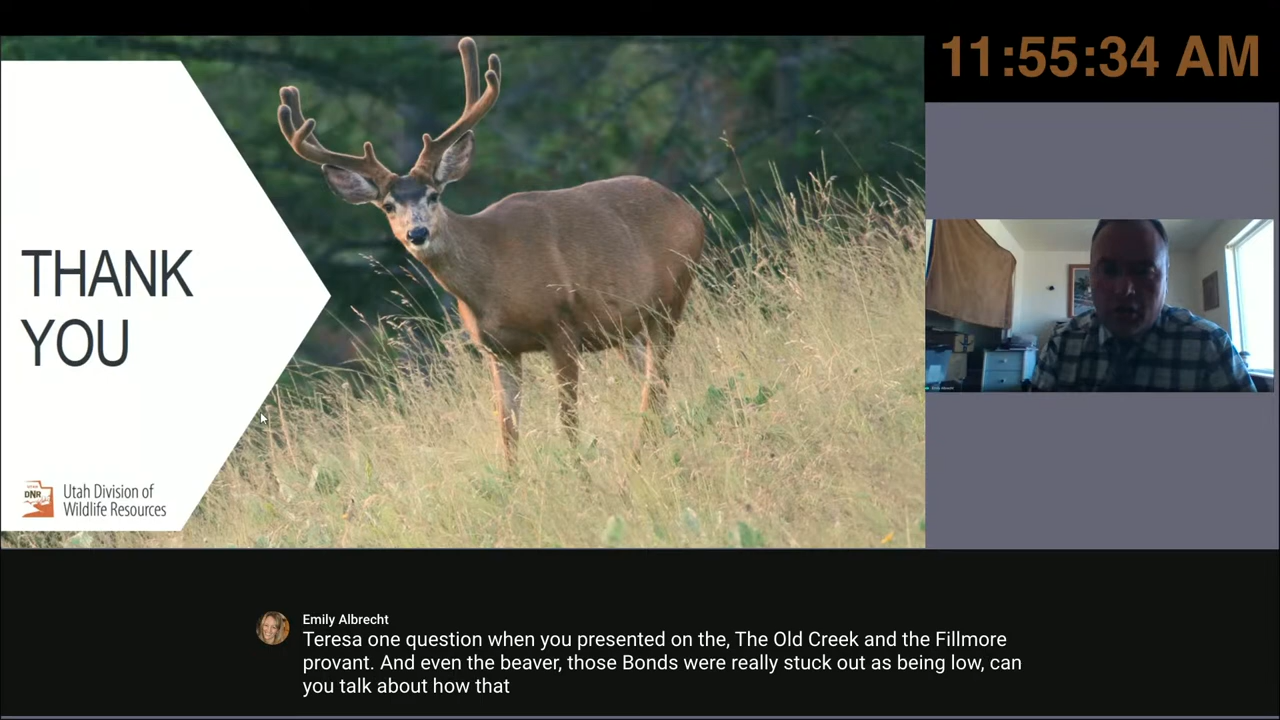 11:55:34 AM
THANK
YOU
DNR
Utah Division of
Wildlife Resources
Emily Albrecht
Teresa one question when you presented on the, The Old Creek and the Fillmore
provant. And even the beaver, those Bonds were really stuck out as being low, can
you talk about how that